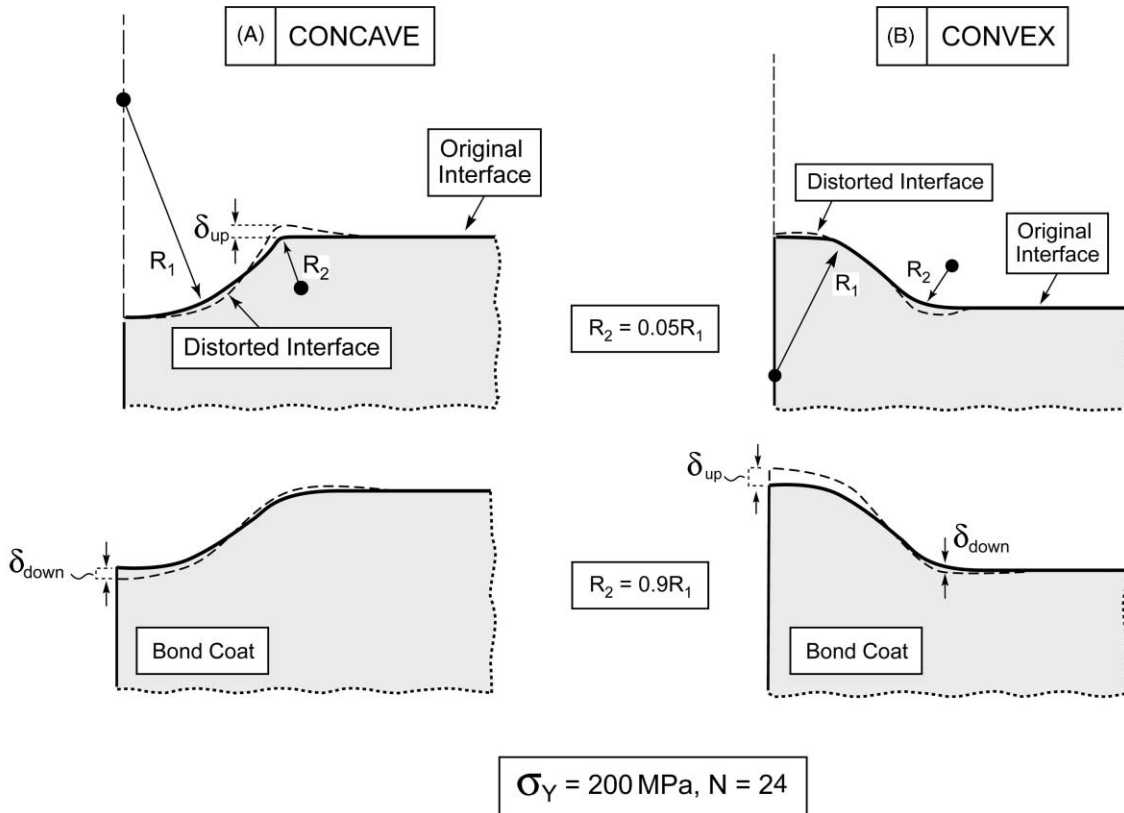 (A) CONCAVE
(B) CONVEX
Original
Interface
Distorted Interface
δup
R1
R2
Distorted Interface
Original
Interface
R1
R2
R2 = 0.05R1
δup
δdown
δdown
R2 = 0.9R1
Bond Coat
Bond Coat
σY = 200 MPa, N = 24